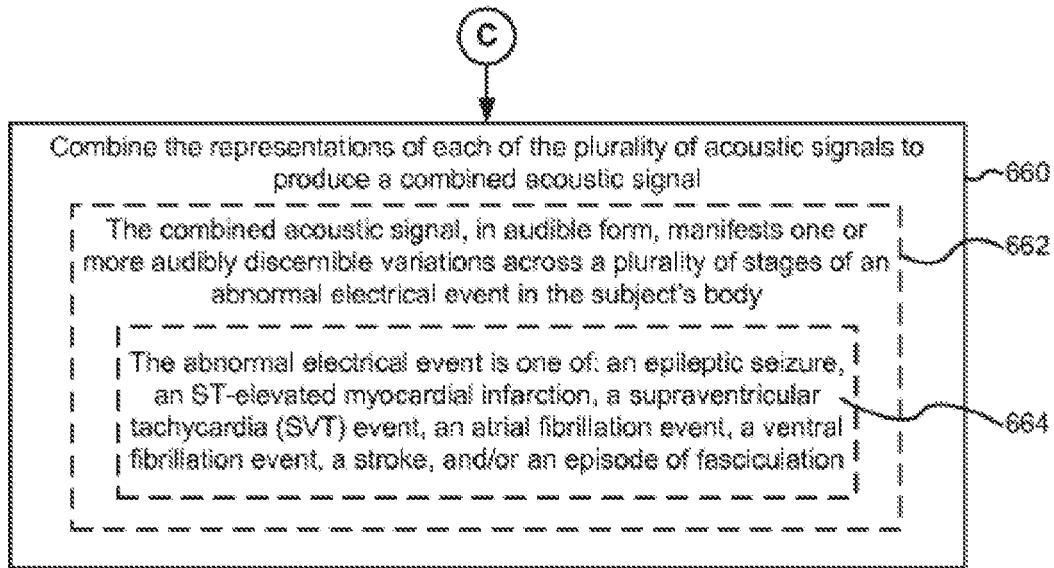 C
Combine the representations of each of the plurality of acoustic signals to
produce a combined acoustic signal
660
The combined acoustic signal, in audible form, manifests one or
more audibly discernible variations across a plurality of stages of an
abnormal electrical event in the subject's body
662
The abnormal electrical event is one of: an epileptic seizure,
an ST-elevated myocardial infarction, a supraventricular
tachycardia (SVT) event, an atrial fibrillation event, a ventral
fibrillation event, a stroke, and/or an episode of fasciculation
664